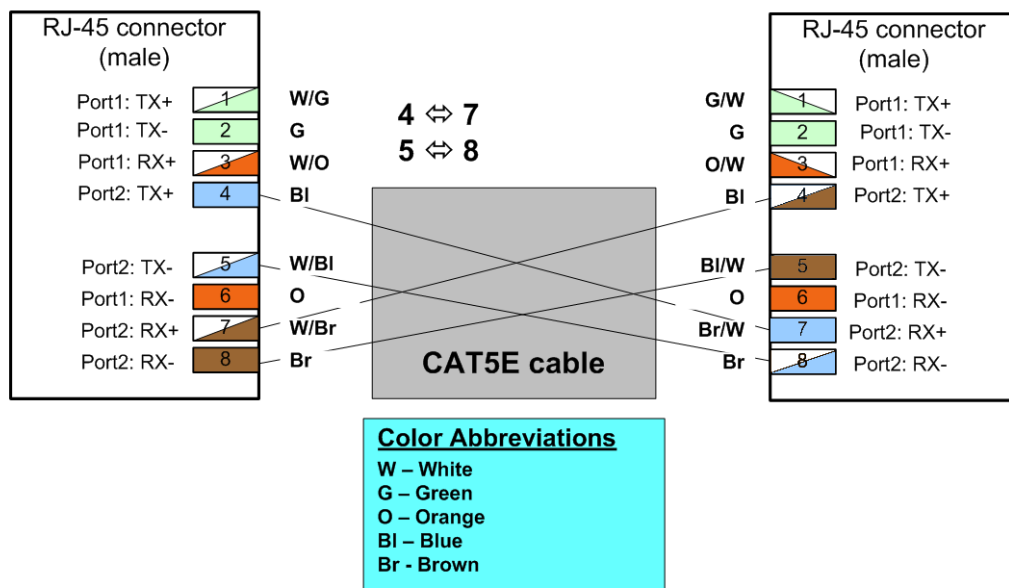 RJ-45 connector
(male)
Port1: TX+ 1 W/G
Port1: TX- 2 G
Port1: RX+ 3 W/O
Port2: TX+ 4 Bl
Port2: TX- 5 W/Bl
Port1: RX- 6 O
Port2: RX+ 7 W/Br
Port2: RX- 8 Br
4 ⇔ 7
5 ⇔ 8
CAT5E cable
RJ-45 connector
(male)
G/W 1 Port1: TX+
G 2 Port1: TX-
O/W 3 Port1: RX+
Bl 4 Port2: TX+
Bl/W 5 Port2: TX-
O 6 Port1: RX-
Br/W 7 Port2: RX+
Br 8 Port2: RX-
Color Abbreviations
W – White
G – Green
O – Orange
Bl – Blue
Br - Brown